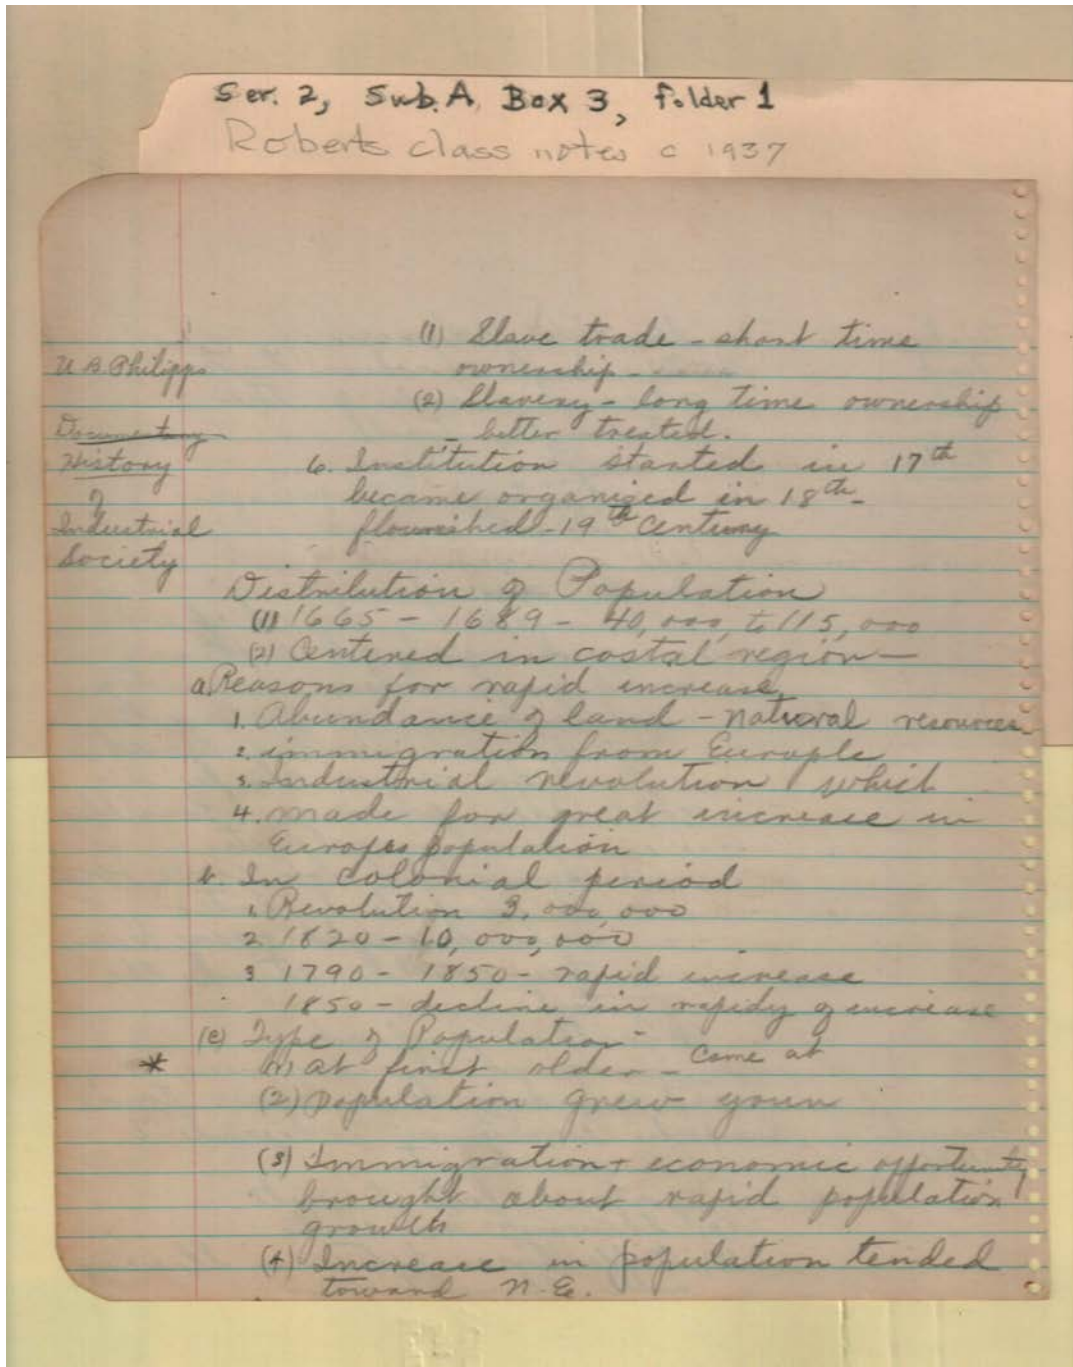 Ser. 2, Sub. A, Box 3, Folder 1
Roberts class notes c 1937
(1) Slave trade - short time
ownership -
(2) Slavery - long time ownership
- better treated.
U. B. Philipps
Documentary
History
of
Industrial
Society
6. Institution started in 17th
became organized in 18th -
flourished - 19th Century
Distribution of Population
(1) 1665 - 1689 - 40,000 to 115,000
(2) Centered in costal region -
a. Reasons for rapid increase.
1. Abundance of land - natural resources
2. immigration from Europe
3. Industrial revolution which
4. made for great increase in
Europes population
b. In colonial period
1. Revolution 3,000,000
2. 1820 - 10,000,000
3 1790 - 1850 - rapid increase
1850 - decline in rapidy of increase
(c) Type of Population -
* (1) At first older - Came at
(2) Population grew youn
(3) Immigration + economic opportunity
brought about rapid population
growth
(4) Increase in population tended
toward N.E.